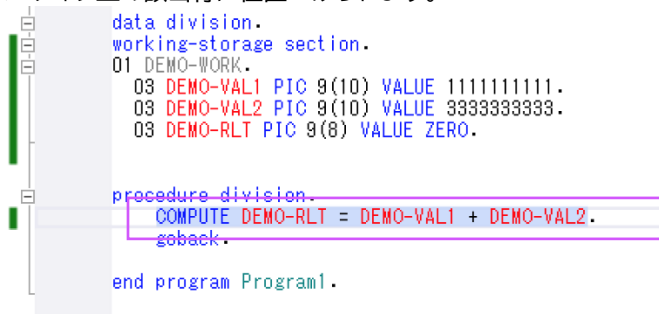 data division.
working-storage section.
01 DEMO-WORK.
03 DEMO-VAL1 PIC 9(10) VALUE 1111111111.
03 DEMO-VAL2 PIC 9(10) VALUE 3333333333.
03 DEMO-RLT PIC 9(8) VALUE ZERO.
procedure division.
COMPUTE DEMO-RLT = DEMO-VAL1 + DEMO-VAL2.
goback.
end program Program1.